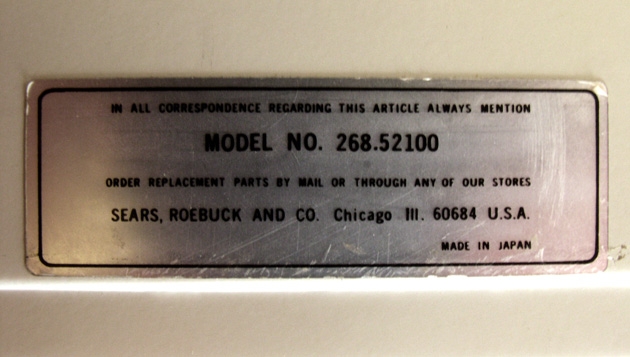 IN ALL CORRESPONDENCE REGARDING THIS ARTICLE ALWAYS MENTION
MODEL NO. 268.52100
ORDER REPLACEMENT PARTS BY MAIL OR THROUGH ANY OF OUR STORES
SEARS, ROEBUCK AND CO. Chicago Ill. 60684 U.S.A.
MADE IN JAPAN